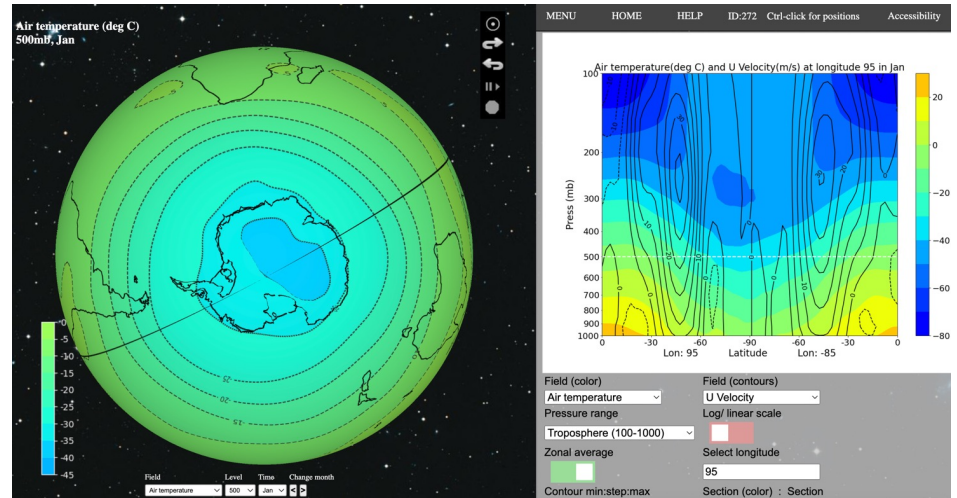 Air temperature (deg C)
500mb, Jan
-25
-15
0
-5
-10
-15
-20
-25
-30
-35
-40
-45
Field Level Time Change month
Air temperature 500 Jan < >
MENU HOME HELP ID:272 Ctrl-click for positions Accessibility
Air temperature(deg C) and U Velocity(m/s) at longitude 95 in Jan
100
200
300
400
500
600
700
800
900
1000
Press (mb)
0 -30 -60 -90 -60 -30 0
Lon: 95 Latitude Lon: -85
20
0
-20
-40
-60
-80
Field (color) Field (contours)
Air temperature U Velocity
Pressure range Log/ linear scale
Troposphere (100-1000)
Zonal average Select longitude
95
Contour min:step:max Section (color) : Section